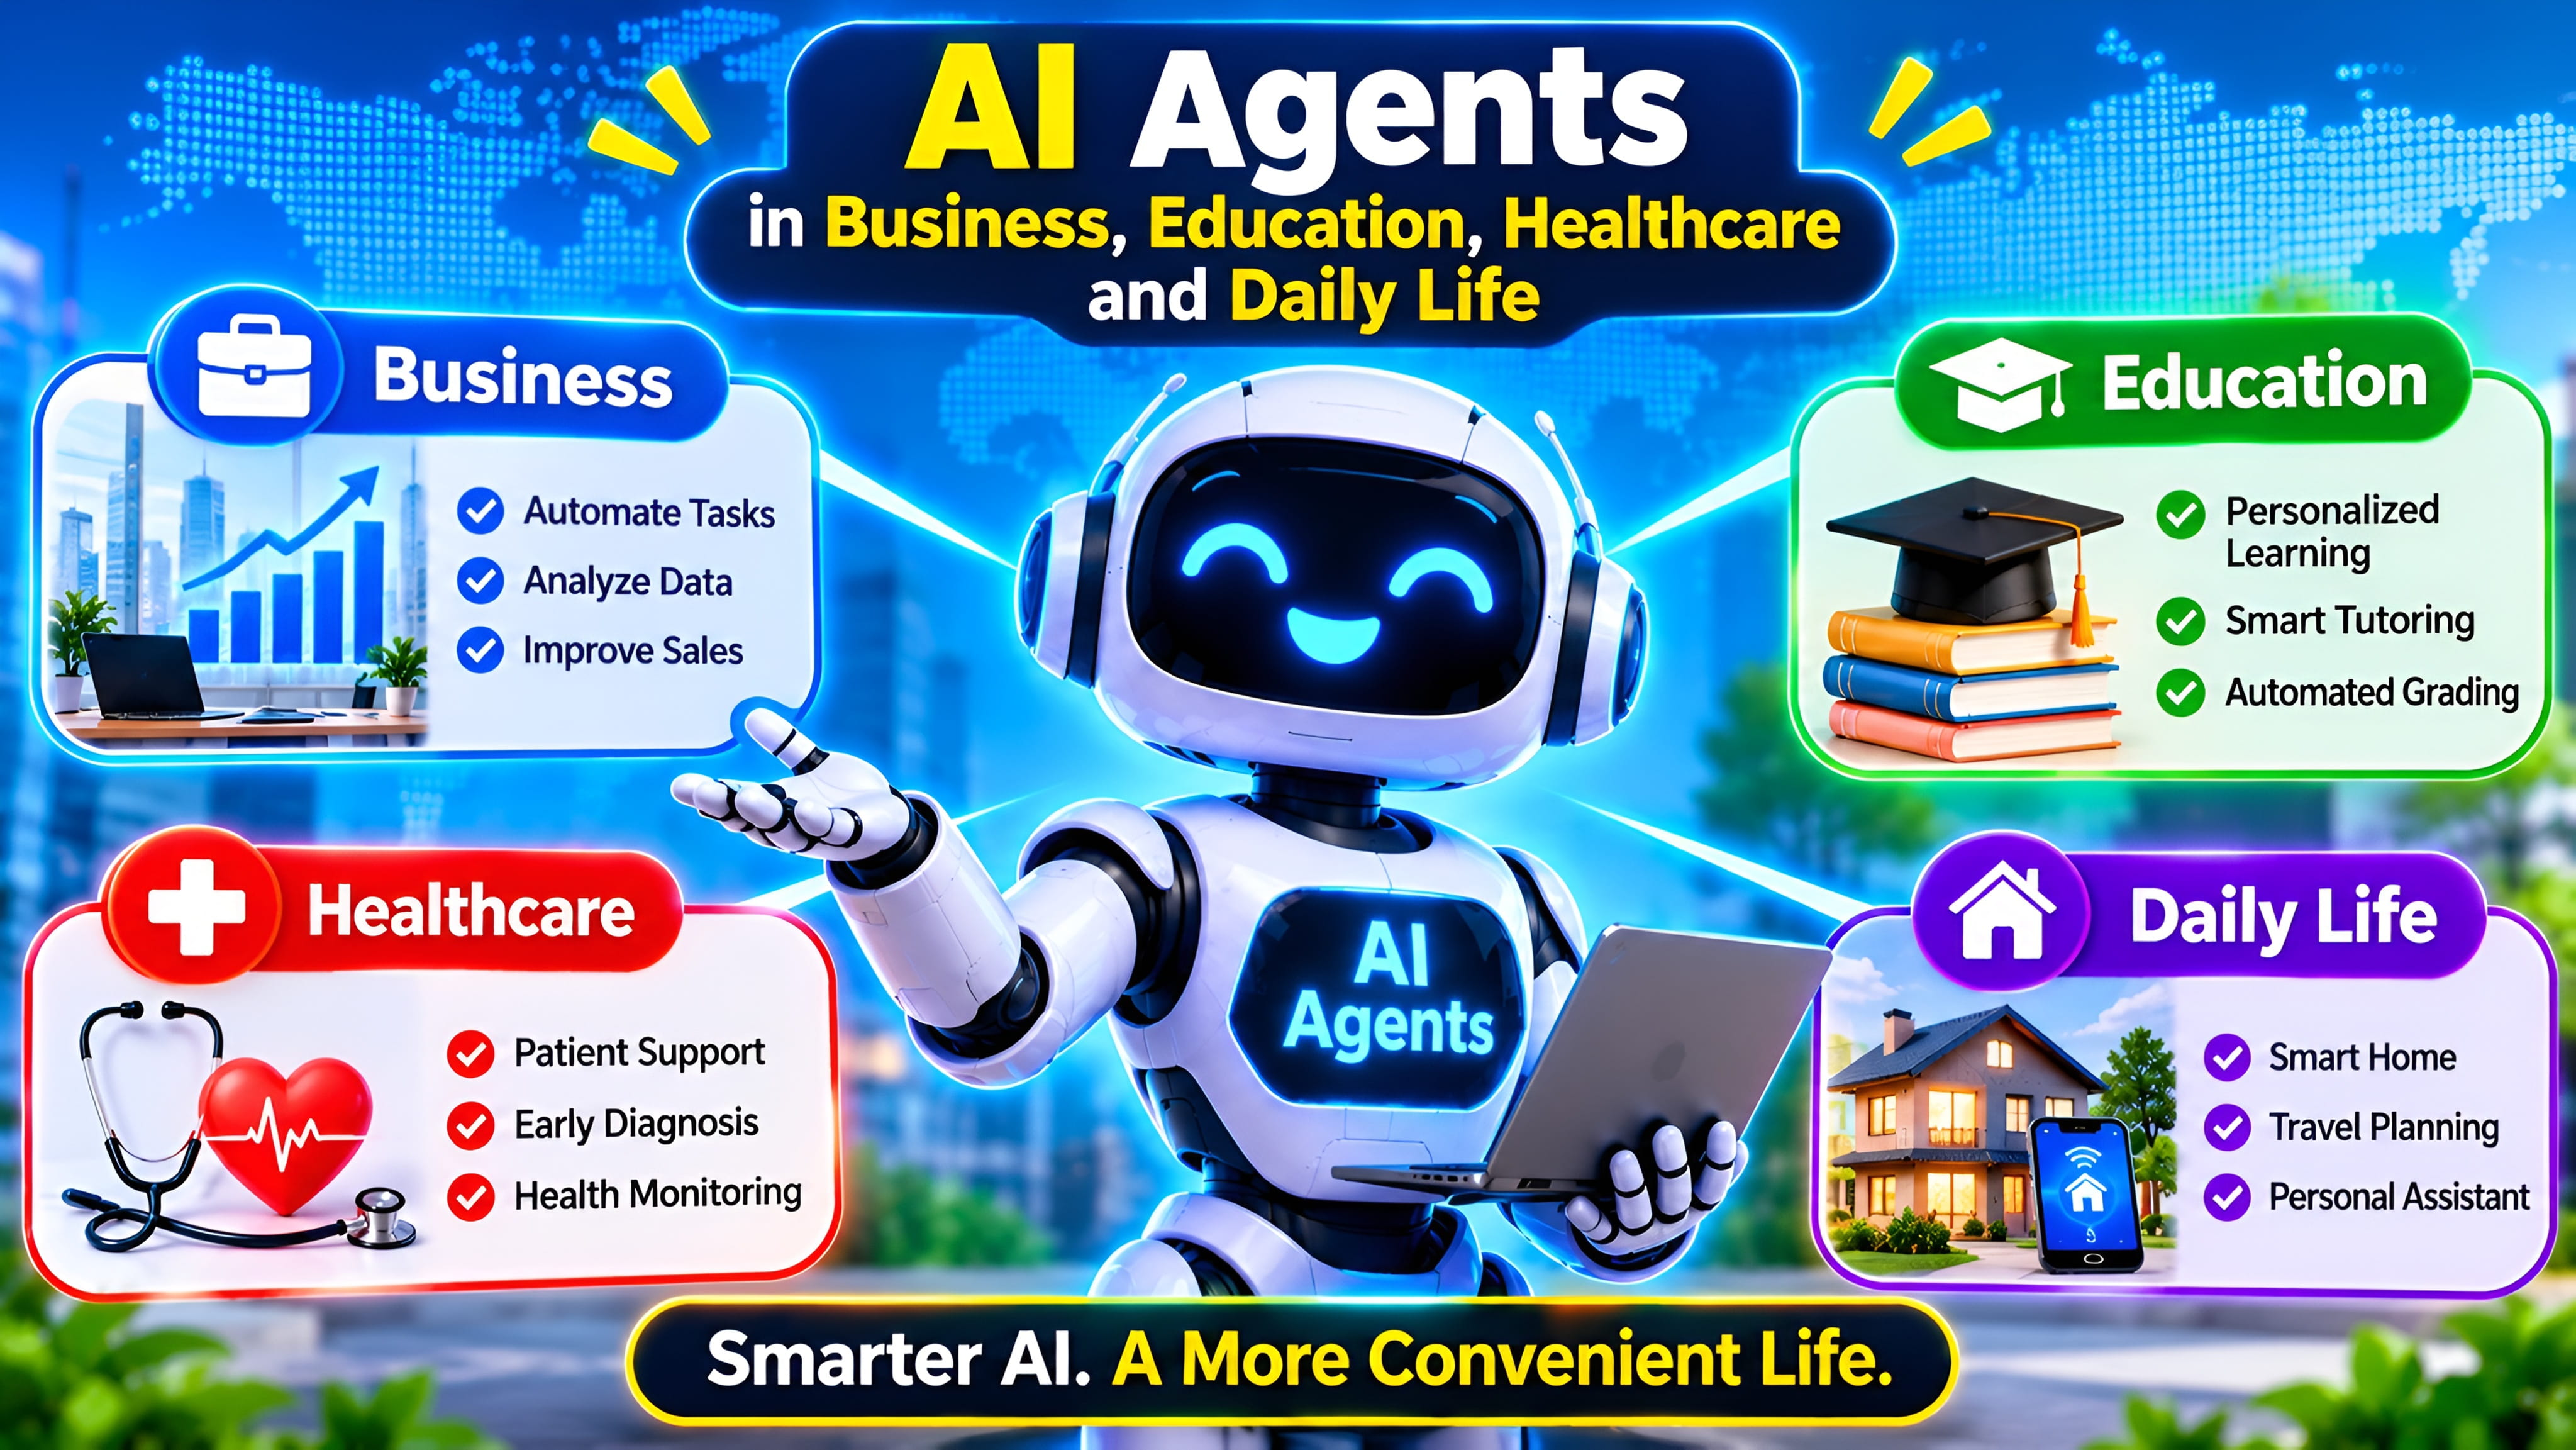 AI Agents
in Business, Education, Healthcare
and Daily Life
Business
Automate Tasks
Analyze Data
Improve Sales
Education
Personalized
Learning
Smart Tutoring
Automated Grading
Healthcare
Patient Support
Early Diagnosis
Health Monitoring
AI
Agents
Daily Life
Smart Home
Travel Planning
Personal Assistant
Smarter AI. A More Convenient Life.